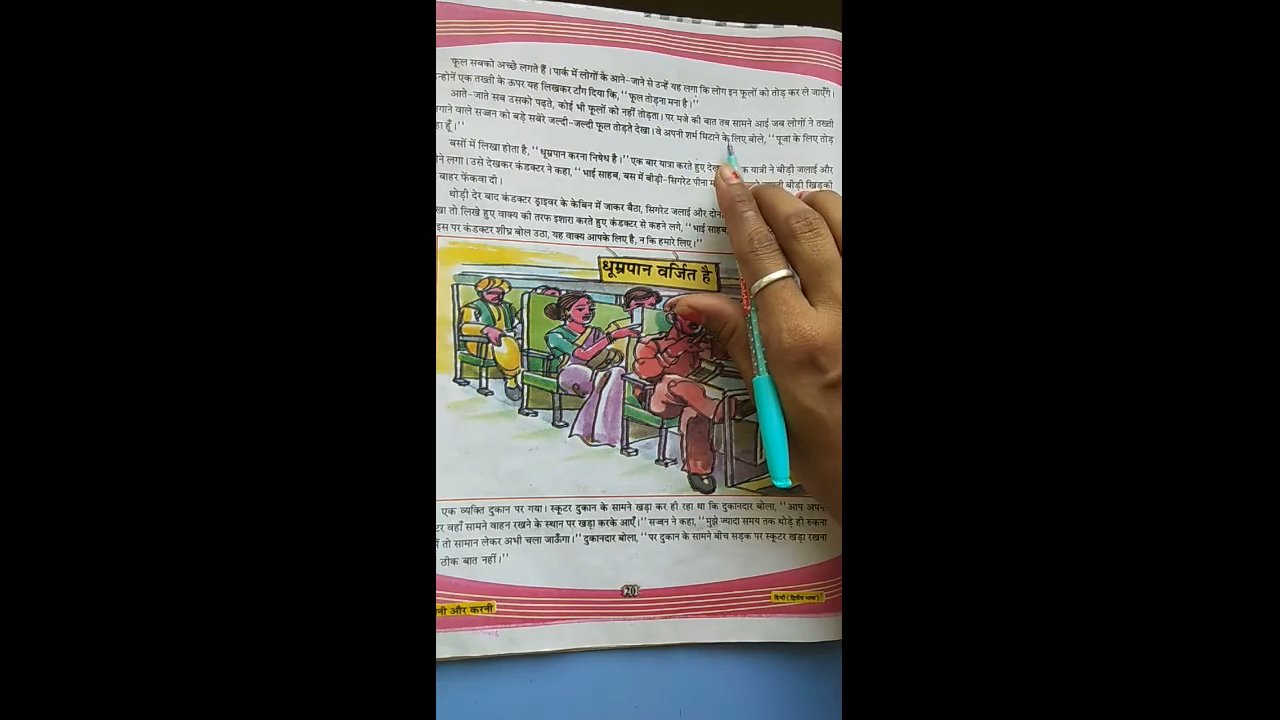 फूल सबको अच्छे लगते हैं। पार्क में लोगों के आने-जाने से उन्हें यह लगा कि लोग इन फूलों को तोड़ कर ले जाएँगे।
न्होनें एक तख्ती के ऊपर यह लिखकर टाँग दिया कि, ‘‘फूल तोड़ना मना है।’’
आते-जाते सब उसको पढ़ते, कोई भी फूलों को नहीं तोड़ता। पर मजे की बात तब सामने आई जब लोगों ने तख्ती
गाने वाले सज्जन को बड़े सबेरे जल्दी-जल्दी फूल तोड़ते देखा। वे अपनी शर्म मिटाने के लिए बोले, ‘‘पूजा के लिए तोड़
हा हूँ।’’
बसों में लिखा होता है, ‘‘धूम्रपान करना निषेध है।’’ एक बार यात्रा करते हुए यात्री ने बीड़ी जलाई और
ने लगा। उसे देखकर कंडक्टर ने कहा, ‘‘भाई साहब, बस में बीड़ी-सिगरेट पीना बीड़ी खिड़की
बाहर फेंकवा दी।
थोड़ी देर बाद कंडक्टर ड्राइवर के केबिन में जाकर बैठा, सिगरेट जलाई और
खा तो लिखे हुए वाक्य की तरफ इशारा करते हुए कंडक्टर से कहने लगे, ‘‘भाई साहब,
इस पर कंडक्टर शीघ्र बोल उठा, यह वाक्य आपके लिए है, न कि हमारे लिए।’’
धूम्रपान वर्जित है
एक व्यक्ति दुकान पर गया। स्कूटर दुकान के सामने खड़ा कर ही रहा था कि दुकानदार बोला, ‘‘आप अपना
टर वहाँ सामने वाहन रखने के स्थान पर खड़ा करके आएँ।’’ सज्जन ने कहा, ‘‘मुझे ज्यादा समय तक थोड़े ही रुकना
तो सामान लेकर अभी चला जाऊँगा।’’ दुकानदार बोला, ‘‘पर दुकान के सामने बीच सड़क पर स्कूटर खड़ा रखना
ठीक बात नहीं।’’
20
हिन्दी (द्वितीय भाषा)
नी और करनी